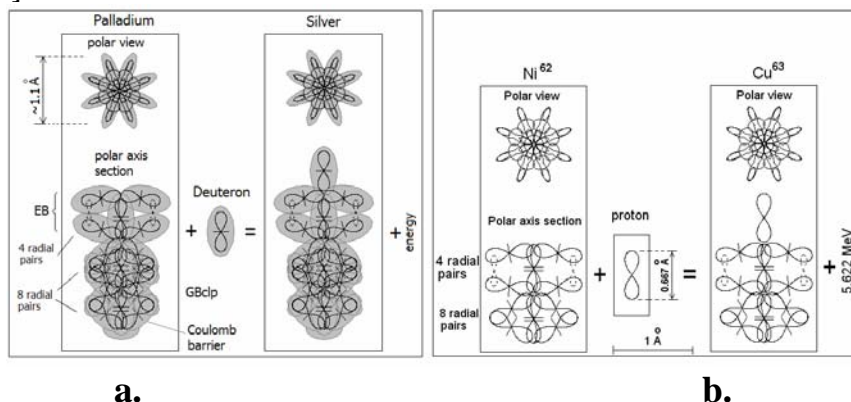 ]
Palladium
polar view
~1.1 Å
polar axis
section
EB
4 radial
pairs
8 radial
pairs
Coulomb
barrier
+
Deuteron
GBclp
=
Silver
+ energy
Ni⁶²
Polar view
Polar axis section
4 radial
pairs
8 radial
pairs
+
proton
0.667 Å
1 Å
=
Cu⁶³
Polar view
+ 5.622 MeV
a.
b.